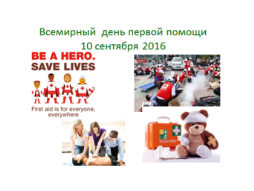 Всемирный день первой помощи
10 сентября 2016
BE A HERO.
SAVE LIVES
First aid is for everyone,
everywhere